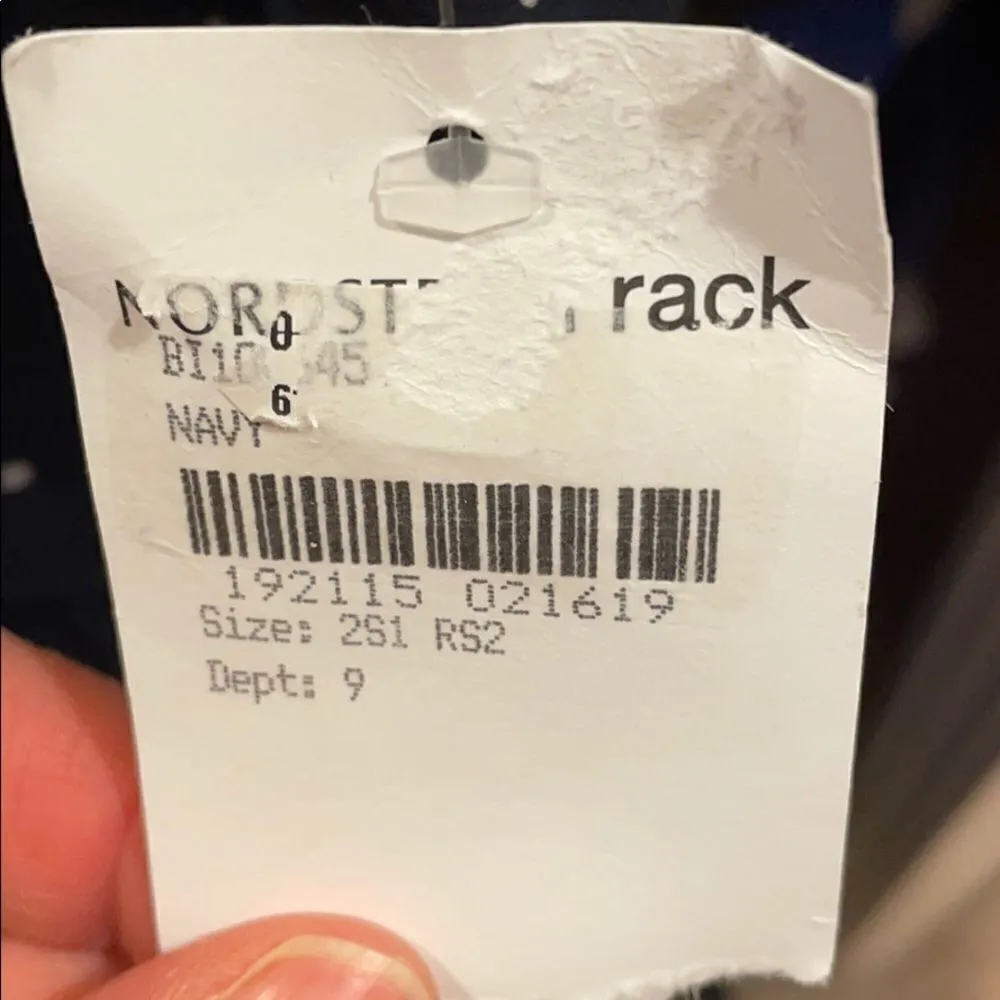 rack
NAVY
192115 021619
Size: 2S1 RS2
Dept: 9